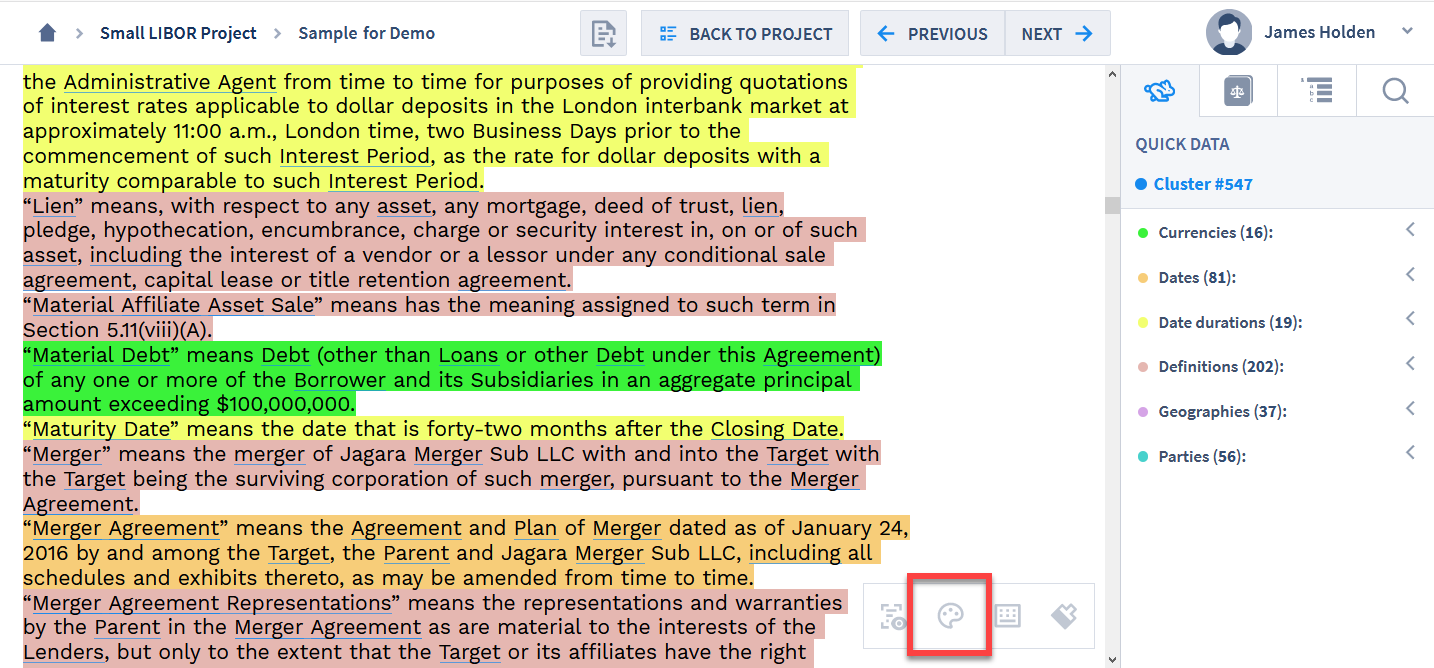 Small LIBOR Project
Sample for Demo
BACK TO PROJECT
PREVIOUS
NEXT
James Holden
the Administrative Agent from time to time for purposes of providing quotations
of interest rates applicable to dollar deposits in the London interbank market at
approximately 11:00 a.m., London time, two Business Days prior to the
commencement of such Interest Period, as the rate for dollar deposits with a
maturity comparable to such Interest Period.
“Lien” means, with respect to any asset, any mortgage, deed of trust, lien,
pledge, hypothecation, encumbrance, charge or security interest in, on or of such
asset, including the interest of a vendor or a lessor under any conditional sale
agreement, capital lease or title retention agreement.
“Material Affiliate Asset Sale” means has the meaning assigned to such term in
Section 5.11(viii)(A).
“Material Debt” means Debt (other than Loans or other Debt under this Agreement)
of any one or more of the Borrower and its Subsidiaries in an aggregate principal
amount exceeding $100,000,000.
“Maturity Date” means the date that is forty-two months after the Closing Date.
“Merger” means the merger of Jagara Merger Sub LLC with and into the Target with
the Target being the surviving corporation of such merger, pursuant to the Merger
Agreement.
“Merger Agreement” means the Agreement and Plan of Merger dated as of January 24,
2016 by and among the Target, the Parent and Jagara Merger Sub LLC, including all
schedules and exhibits thereto, as may be amended from time to time.
“Merger Agreement Representations” means the representations and warranties
by the Parent in the Merger Agreement as are material to the interests of the
Lenders, but only to the extent that the Target or its affiliates have the right
QUICK DATA
Cluster #547
Currencies (16):
Dates (81):
Date durations (19):
Definitions (202):
Geographies (37):
Parties (56):